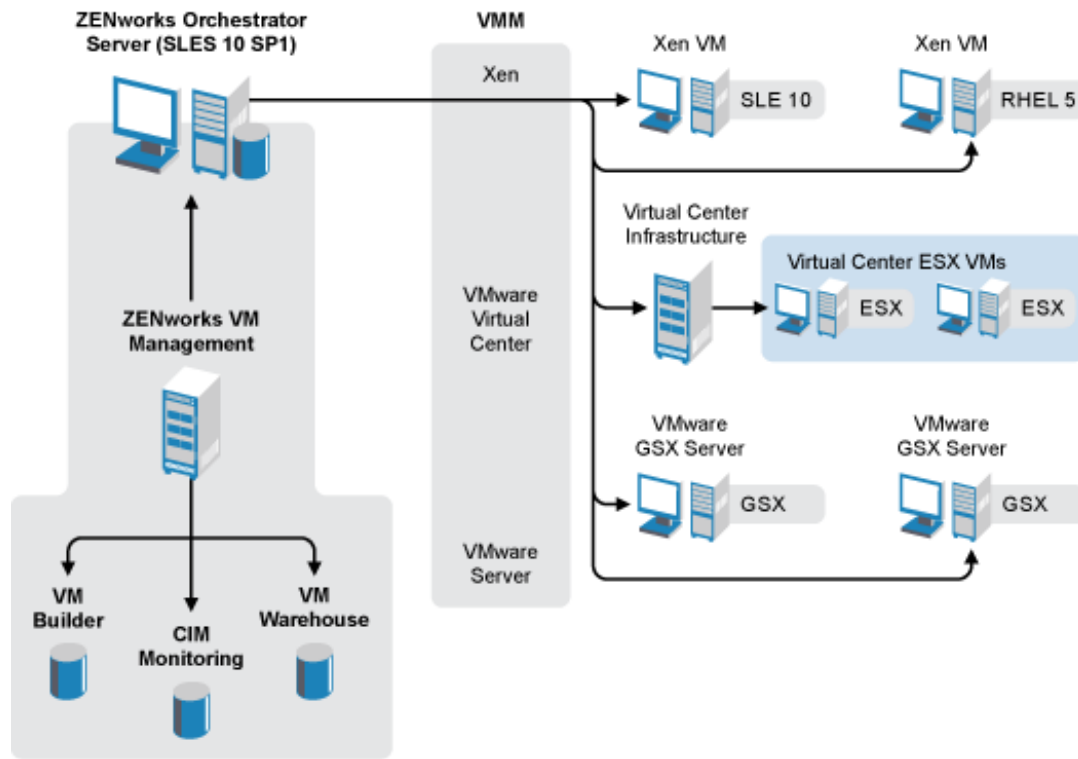 ZENworks Orchestrator
Server (SLES 10 SP1)
VMM
Xen
Xen VM
SLE 10
Xen VM
RHEL 5
Virtual Center
Infrastructure
Virtual Center ESX VMs
ESX
ESX
ZENworks VM
Management
VMware
Virtual
Center
VMware
GSX Server
GSX
VMware
GSX Server
GSX
VMware
Server
VM
Builder
CIM
Monitoring
VM
Warehouse